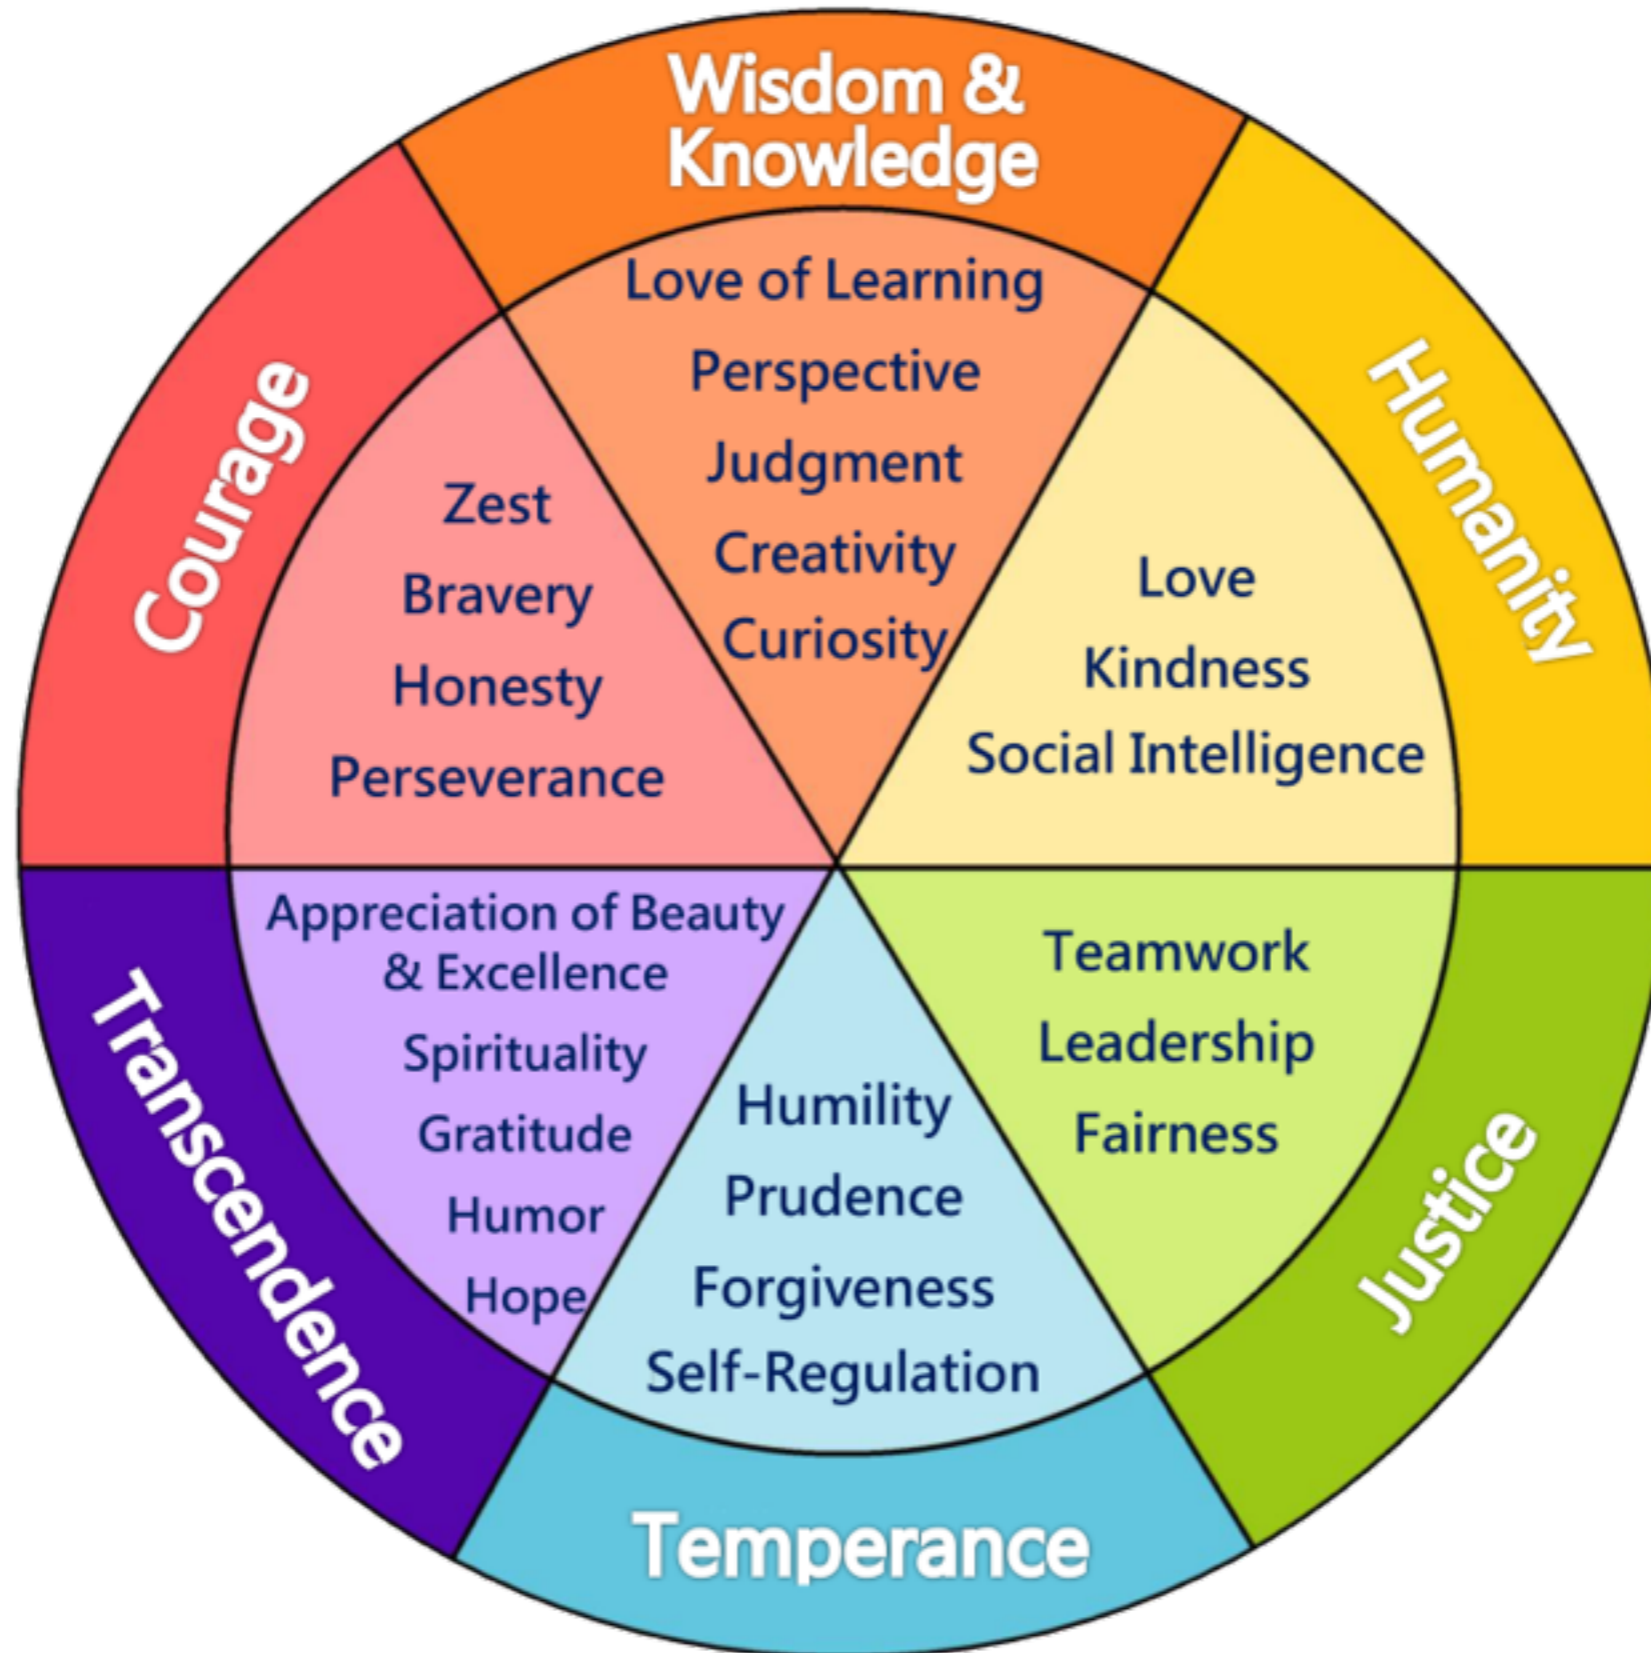 Wisdom &
Knowledge
Love of Learning
Perspective
Judgment
Creativity
Curiosity
Humanity
Love
Kindness
Social Intelligence
Justice
Teamwork
Leadership
Fairness
Temperance
Humility
Prudence
Forgiveness
Self-Regulation
Transcendence
Appreciation of Beauty
& Excellence
Spirituality
Gratitude
Humor
Hope
Courage
Zest
Bravery
Honesty
Perseverance